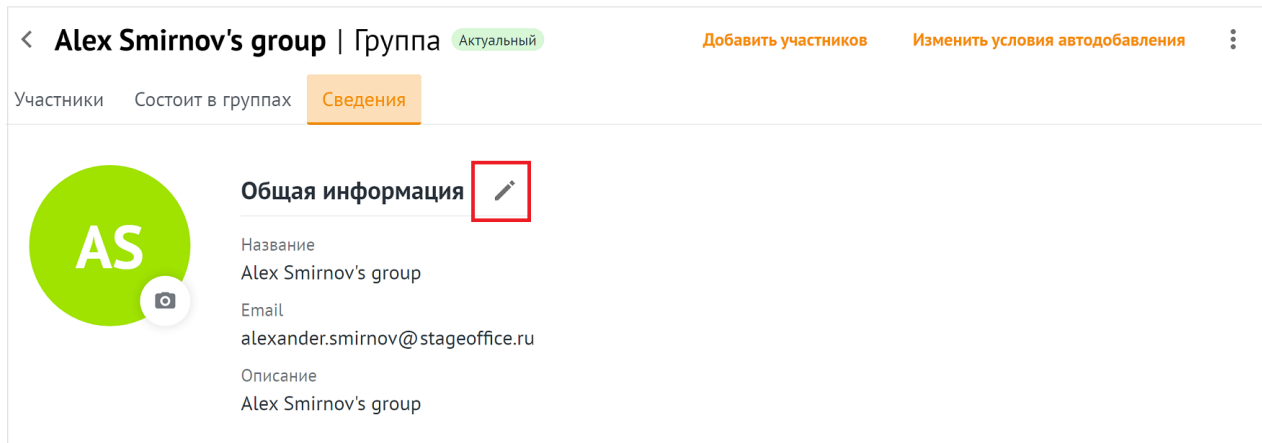 Alex Smirnov's group | Группа Актуальный Добавить участников Изменить условия автодобавления
Участники Состоит в группах Сведения
AS
Общая информация
Название
Alex Smirnov's group
Email
alexander.smirnov@stageoffice.ru
Описание
Alex Smirnov's group